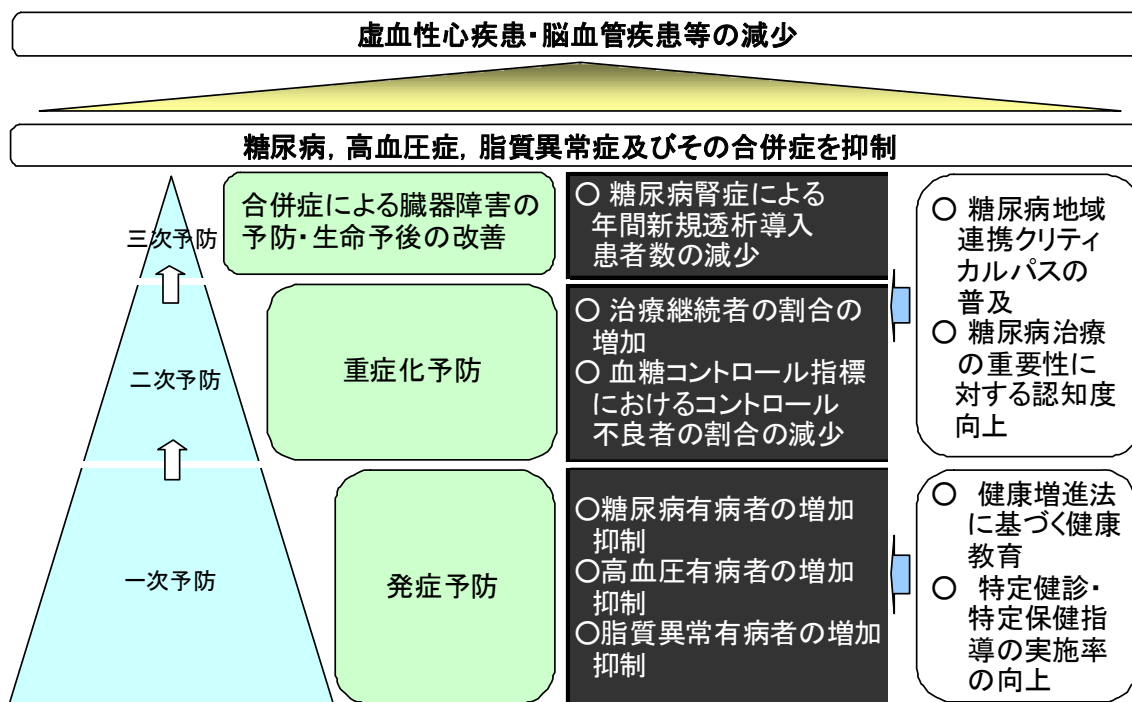 虚血性心疾患・脳血管疾患等の減少
糖尿病，高血圧症，脂質異常症及びその合併症を抑制
三次予防
合併症による臓器障害の
予防・生命予後の改善
○ 糖尿病腎症による
年間新規透析導入
患者数の減少
二次予防
重症化予防
○ 治療継続者の割合の
増加
○ 血糖コントロール指標
におけるコントロール
不良者の割合の減少
○ 糖尿病地域
連携クリティ
カルパスの
普及
○ 糖尿病治療
の重要性に
対する認知度
向上
一次予防
発症予防
○糖尿病有病者の増加
抑制
○高血圧有病者の増加
抑制
○脂質異常有病者の増加
抑制
○ 健康増進法
に基づく健康
教育
○ 特定健診・
特定保健指
導の実施率
の向上